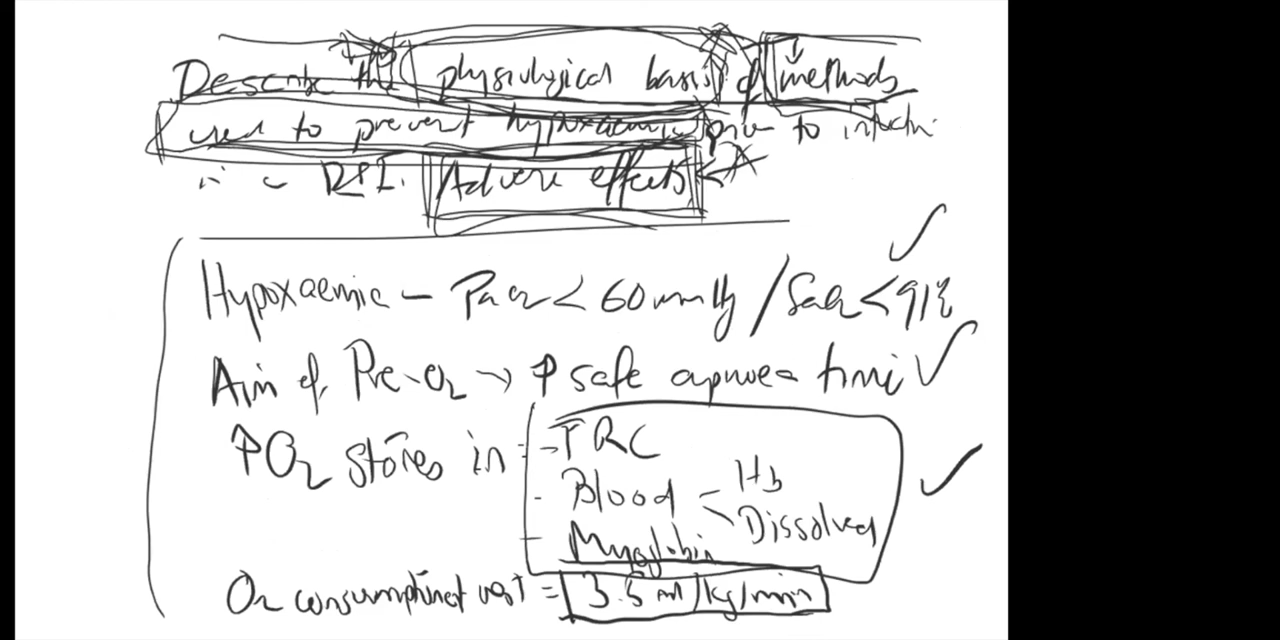 Describe the physiological basis of methods
used to prevent hypoxaemia prior to intubation
in a RSI. Adverse effects
Hypoxaemia - PaO2 < 60mmHg / SaO2 < 91%
Aim of Pre-O2 → ↑ safe apnoea time
↑O2 stores in - FRC
- Blood < Hb
Dissolved
- Myoglobin
O2 consumption at rest = 3.5 ml/kg/min